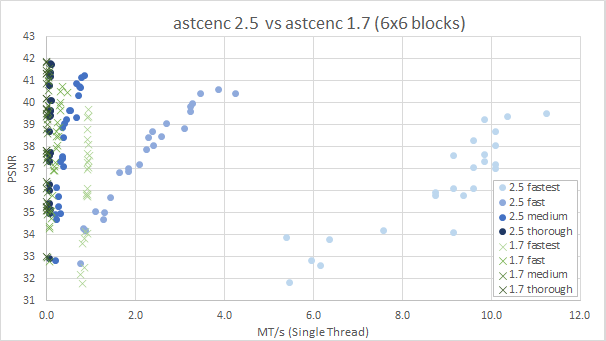 astcenc 2.5 vs astcenc 1.7 (6x6 blocks)
43
42
41
40
39
38
37
36
35
34
33
32
31
PSNR
0.0 2.0 4.0 6.0 8.0 10.0 12.0
MT/s (Single Thread)
2.5 fastest
2.5 fast
2.5 medium
2.5 thorough
1.7 fastest
1.7 fast
1.7 medium
1.7 thorough